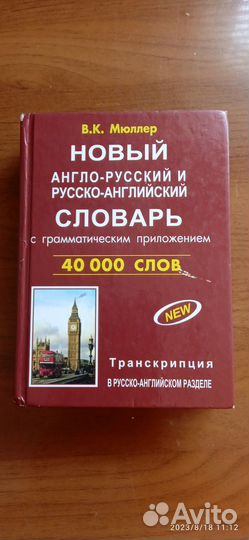 В.К. Мюллер
НОВЫЙ
АНГЛО-РУССКИЙ И
РУССКО-АНГЛИЙСКИЙ
СЛОВАРЬ
с грамматическим приложением
40 000 СЛОВ
NEW
Транскрипция
В РУССКО-АНГЛИЙСКОМ РАЗДЕЛЕ
Avito
2023/8/18 11:12